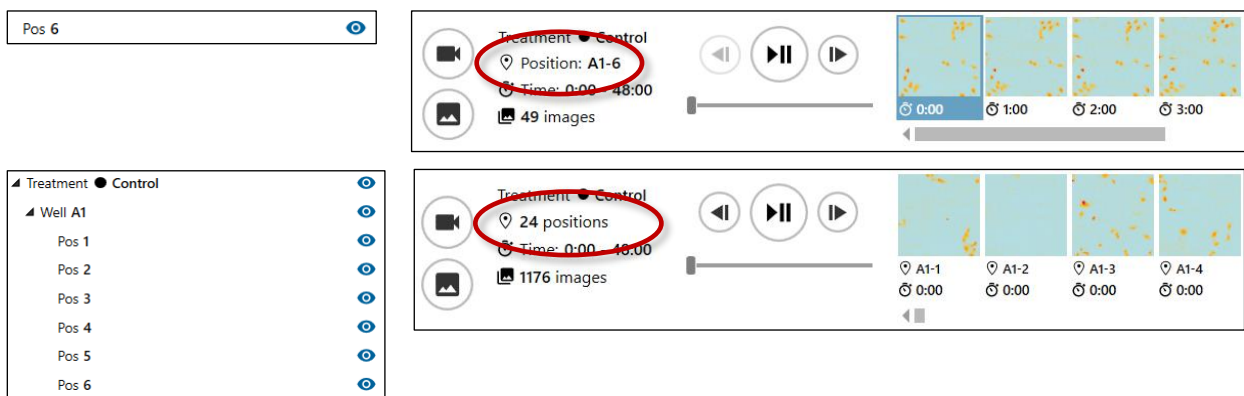 Pos 6
Treatment ● Control
Position: A1-6
Time: 0:00 - 48:00
49 images
0:00
1:00
2:00
3:00
Treatment ● Control
Well A1
Pos 1
Pos 2
Pos 3
Pos 4
Pos 5
Pos 6
Treatment ● Control
24 positions
Time: 0:00 - 48:00
1176 images
A1-1
A1-2
A1-3
A1-4
0:00
0:00
0:00
0:00